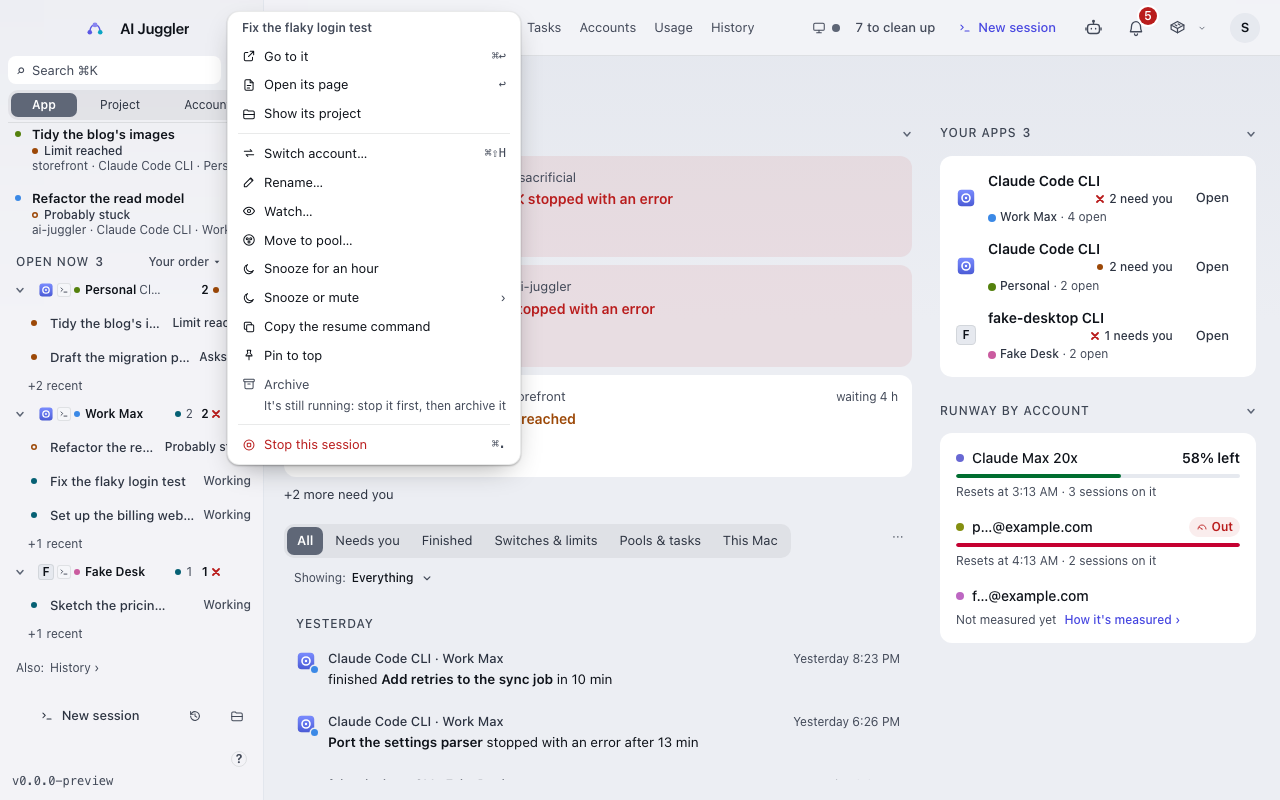 AI Juggler
Search ⌘K
App
Project
Accoun
Tidy the blog's images
Limit reached
storefront · Claude Code CLI · Pers
Refactor the read model
Probably stuck
ai-juggler · Claude Code CLI · Work
OPEN NOW 3
Your order
Personal Cl...
2
Tidy the blog's i...
Limit reac
Draft the migration p...
Asks
+2 recent
Work Max
2
2
Refactor the re...
Probably st
Fix the flaky login test
Working
Set up the billing web...
Working
+1 recent
F
Fake Desk
1
1
Sketch the pricin...
Working
+1 recent
Also: History ›
New session
?
v0.0.0-preview
Fix the flaky login test
Go to it
⌘↩
Open its page
↩
Show its project
Switch account...
⌘⇧H
Rename...
Watch...
Move to pool...
Snooze for an hour
Snooze or mute
›
Copy the resume command
Pin to top
Archive
It's still running: stop it first, then archive it
Stop this session
⌘.
Tasks
Accounts
Usage
History
7 to clean up
New session
5
S
sacrificial
stopped with an error
i-juggler
topped with an error
orefront
waiting 4 h
reached
+2 more need you
All
Needs you
Finished
Switches & limits
Pools & tasks
This Mac
...
Showing: Everything
YESTERDAY
Claude Code CLI · Work Max
Yesterday 8:23 PM
finished Add retries to the sync job in 10 min
Claude Code CLI · Work Max
Yesterday 6:26 PM
Port the settings parser stopped with an error after 13 min
YOUR APPS 3
Claude Code CLI
2 need you
Work Max · 4 open
Open
Claude Code CLI
2 need you
Personal · 2 open
Open
F
fake-desktop CLI
1 needs you
Fake Desk · 2 open
Open
RUNWAY BY ACCOUNT
Claude Max 20x
58% left
Resets at 3:13 AM · 3 sessions on it
p...@example.com
Out
Resets at 4:13 AM · 2 sessions on it
f...@example.com
Not measured yet
How it's measured ›